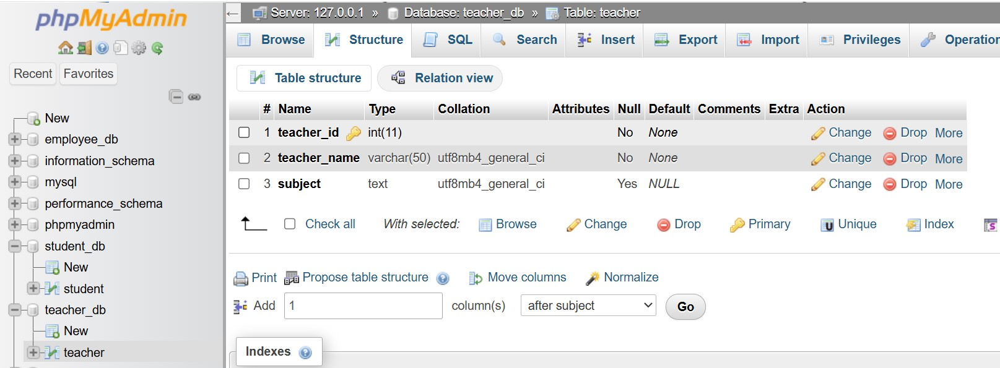 phpMyAdmin
Recent Favorites
New
employee_db
information_schema
mysql
performance_schema
phpmyadmin
student_db
New
student
teacher_db
New
teacher
Server: 127.0.0.1 » Database: teacher_db » Table: teacher
Browse Structure SQL Search Insert Export Import Privileges Operation
Table structure Relation view
# Name Type Collation Attributes Null Default Comments Extra Action
1 teacher_id int(11) No None Change Drop More
2 teacher_name varchar(50) utf8mb4_general_ci No None Change Drop More
3 subject text utf8mb4_general_ci Yes NULL Change Drop More
Check all With selected: Browse Change Drop Primary Unique Index
Print Propose table structure Move columns Normalize
Add 1 column(s) after subject Go
Indexes